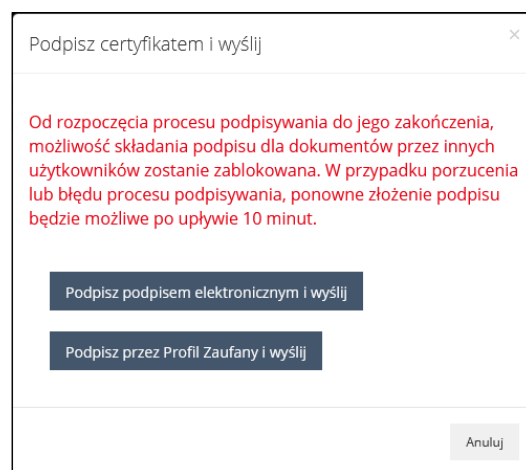 Podpisz certyfikatem i wyślij
×
Od rozpoczęcia procesu podpisywania do jego zakończenia,
możliwość składania podpisu dla dokumentów przez innych
użytkowników zostanie zablokowana. W przypadku porzucenia
lub błędu procesu podpisywania, ponowne złożenie podpisu
będzie możliwe po upływie 10 minut.
Podpisz podpisem elektronicznym i wyślij
Podpisz przez Profil Zaufany i wyślij
Anuluj